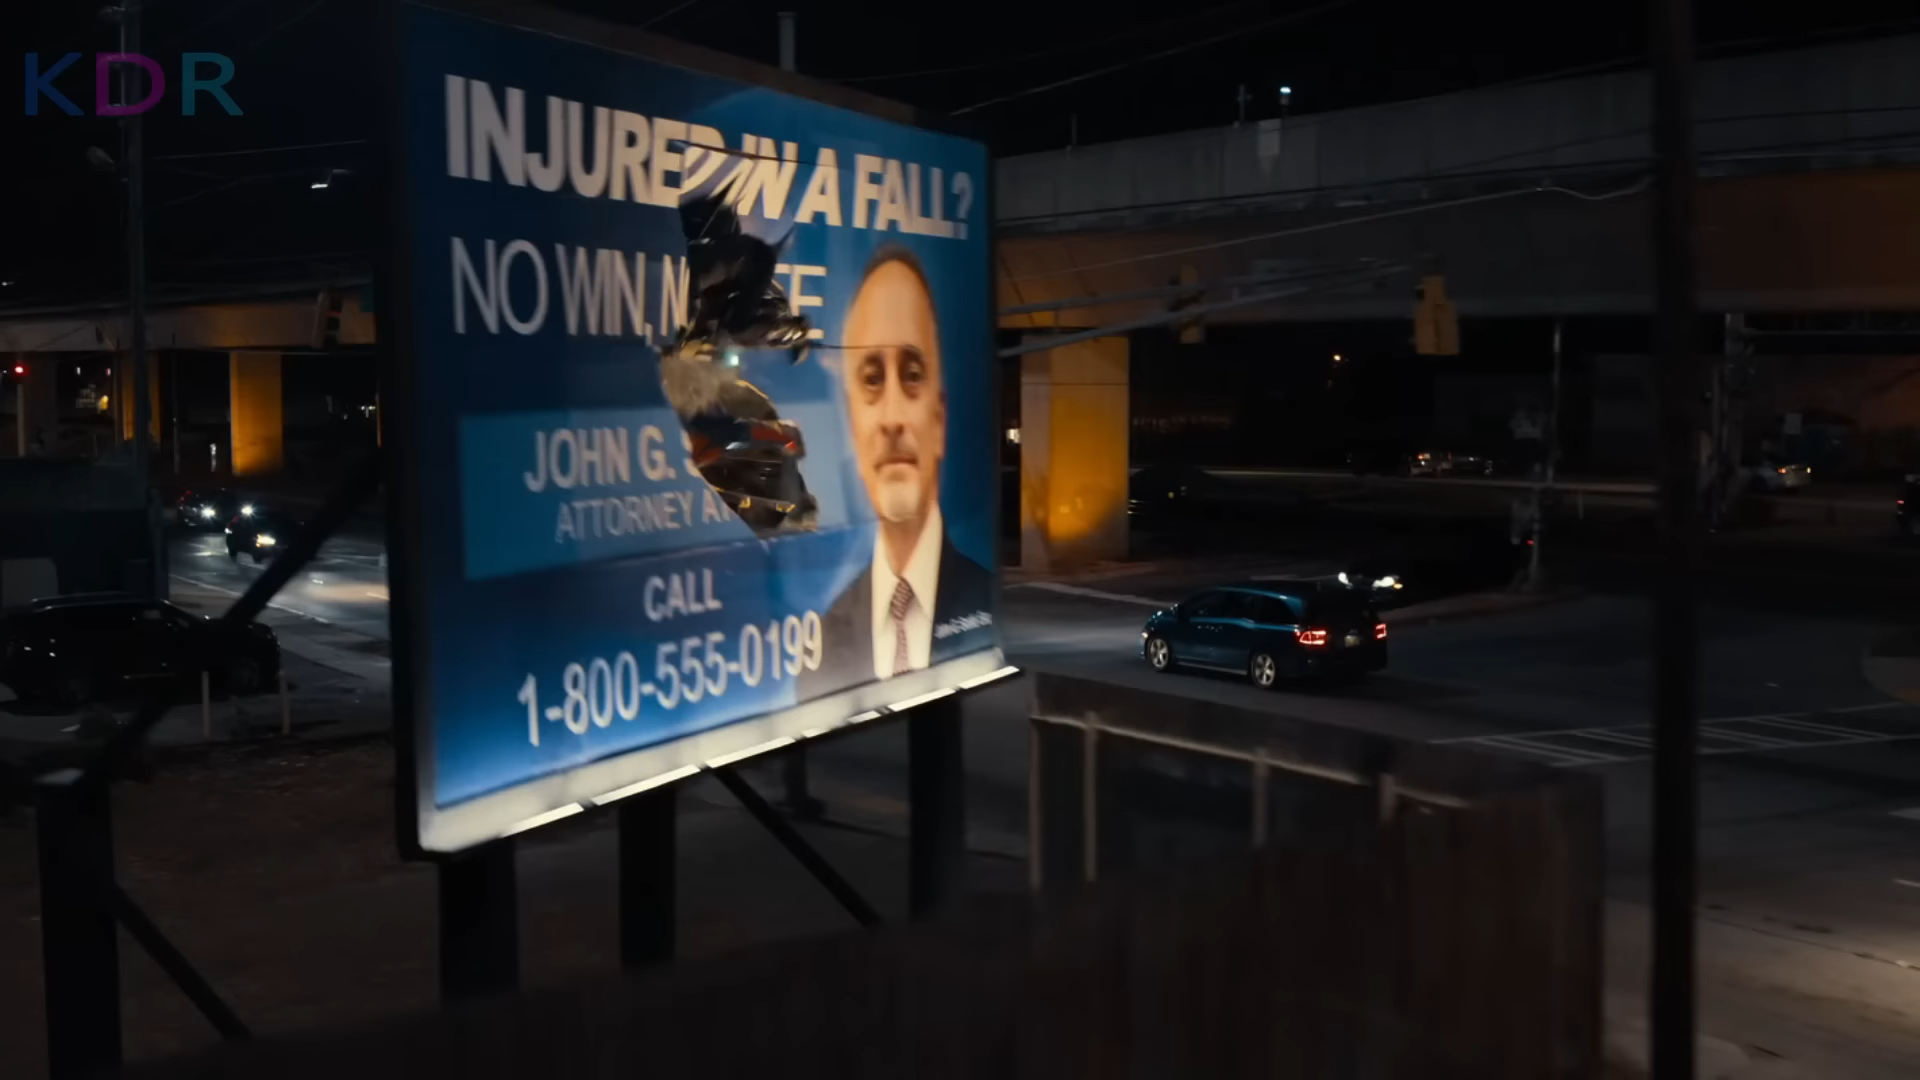 KDR
INJURED IN A FALL?
NO WIN, N
JOHN G.
ATTORNEY
CALL
1-800-555-0199